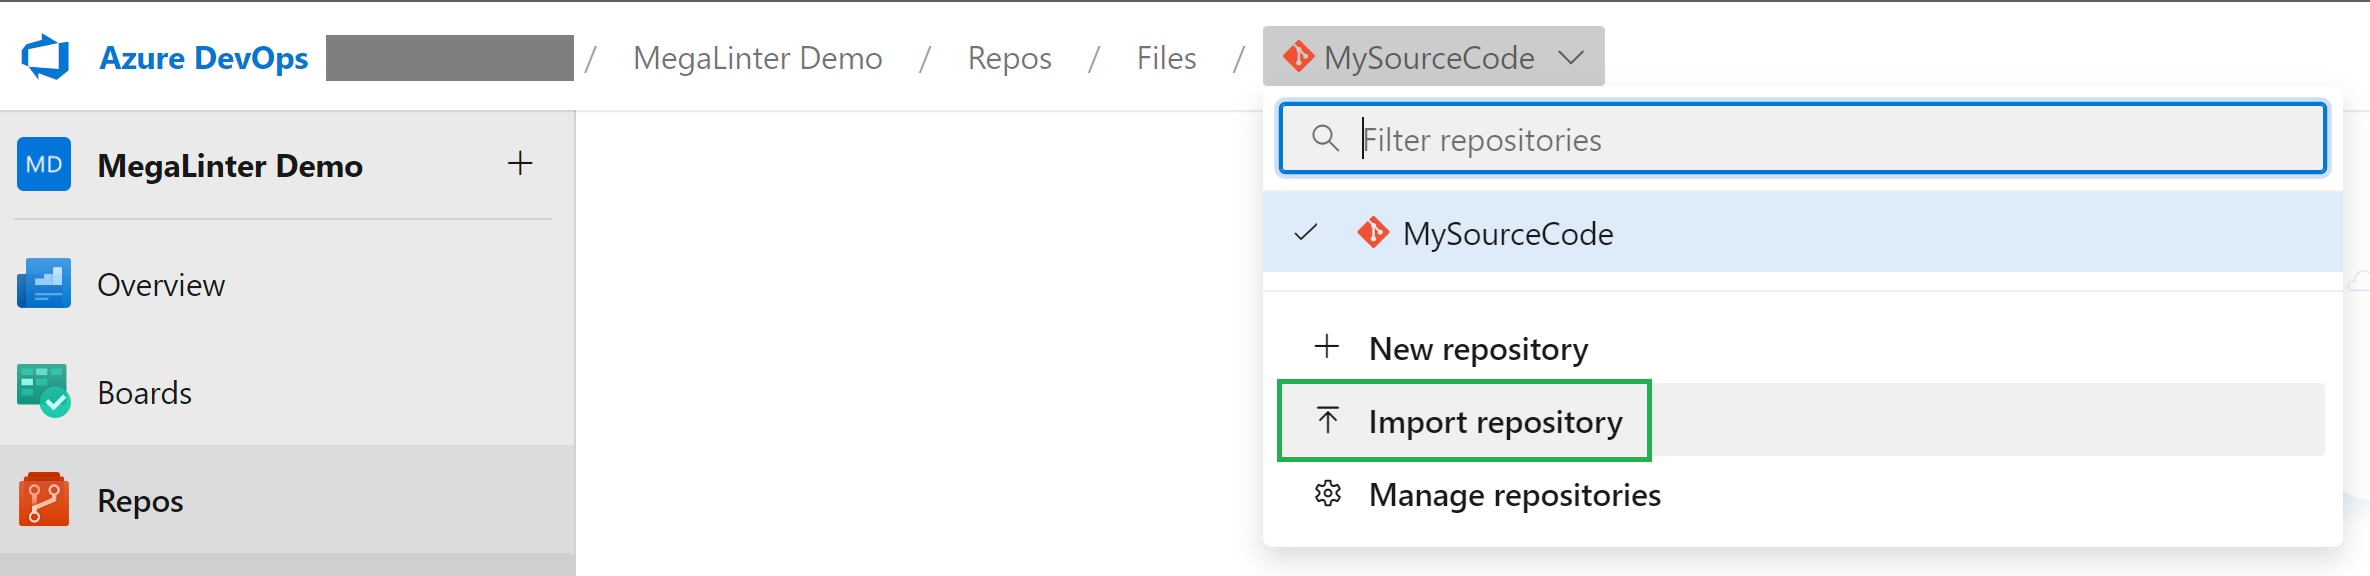 Azure DevOps / MegaLinter Demo / Repos / Files / MySourceCode
MD MegaLinter Demo +
Overview
Boards
Repos
Filter repositories
MySourceCode
New repository
Import repository
Manage repositories